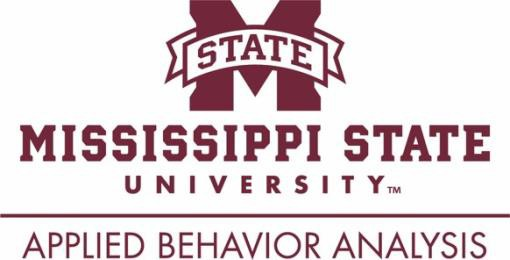 M
STATE
MISSISSIPPI STATE
UNIVERSITY™
APPLIED BEHAVIOR ANALYSIS